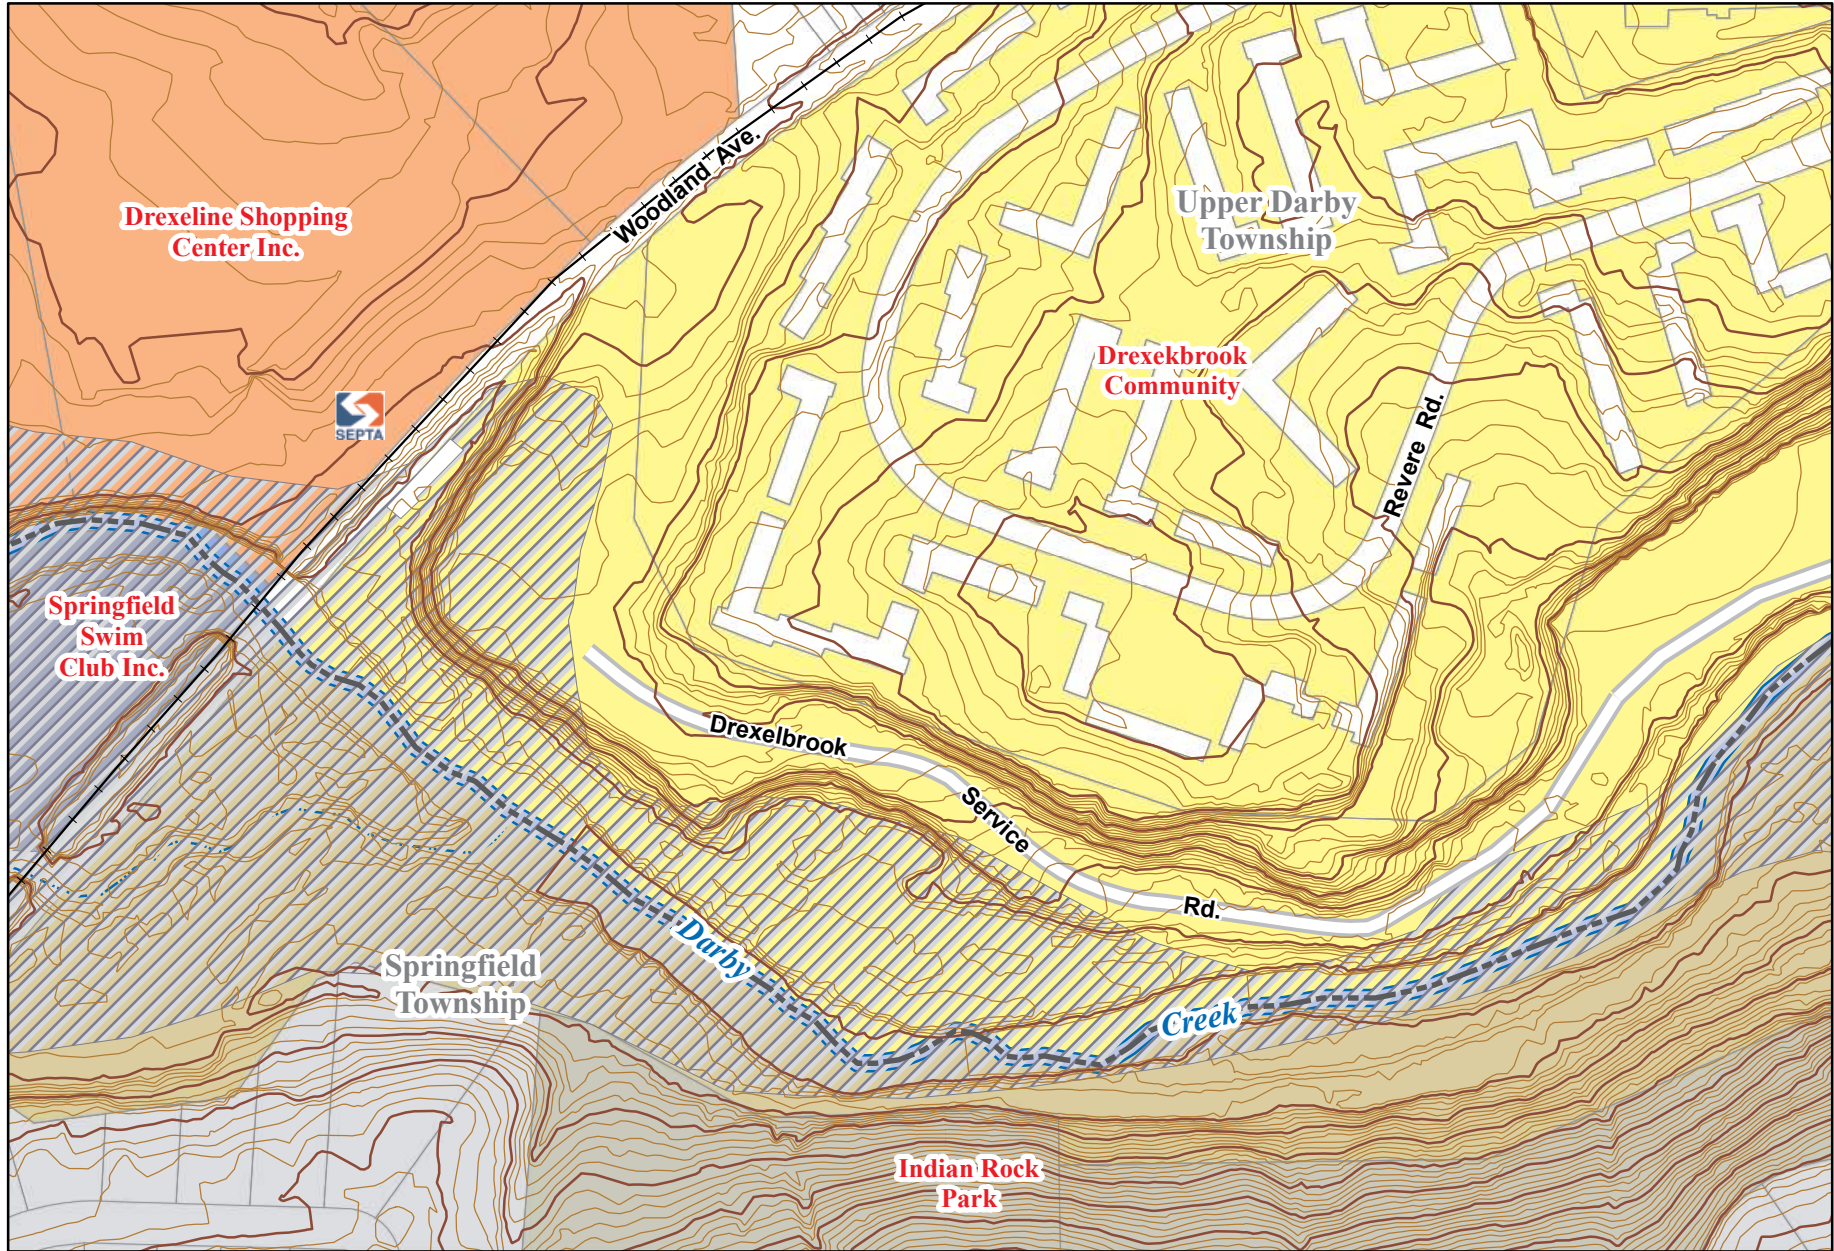 Woodland Ave.
Drexeline Shopping
Center Inc.
Upper Darby
Township
Drexekbrook
Community
SEPTA
Revere Rd.
Springfield
Swim
Club Inc.
Drexelbrook
Service
Rd.
Darby
Creek
Springfield
Township
Indian Rock
Park